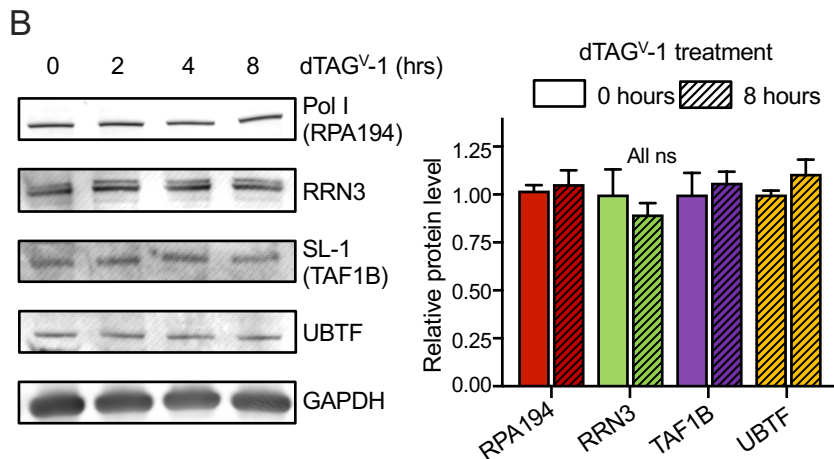 B
0 2 4 8 dTAGⱽ-1 (hrs)
Pol I
(RPA194)
RRN3
SL-1
(TAF1B)
UBTF
GAPDH
dTAGⱽ-1 treatment
0 hours 8 hours
All ns
Relative protein level
1.25
1.00
0.75
0.50
0.25
0.00
RPA194
RRN3
TAF1B
UBTF